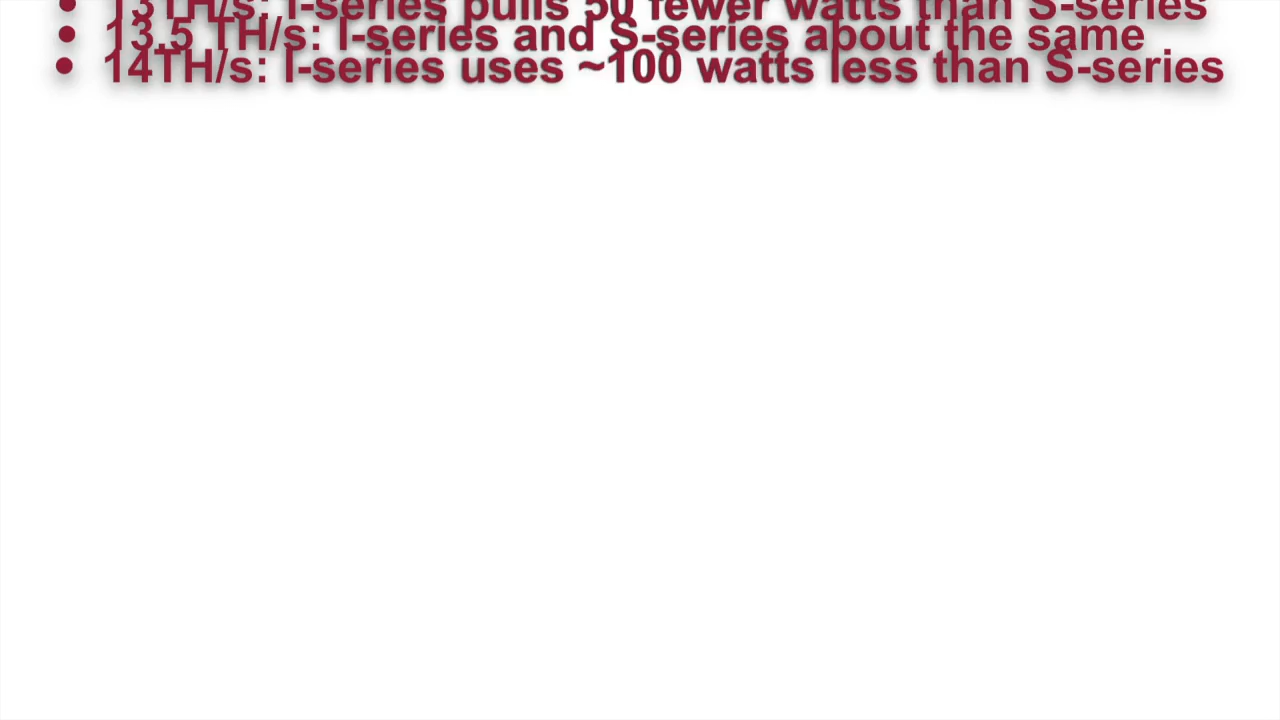 • 13TH/s: I-series pulls 50 fewer watts than S-series
• 13.5 TH/s: I-series and S-series about the same
• 14TH/s: I-series uses ~100 watts less than S-series